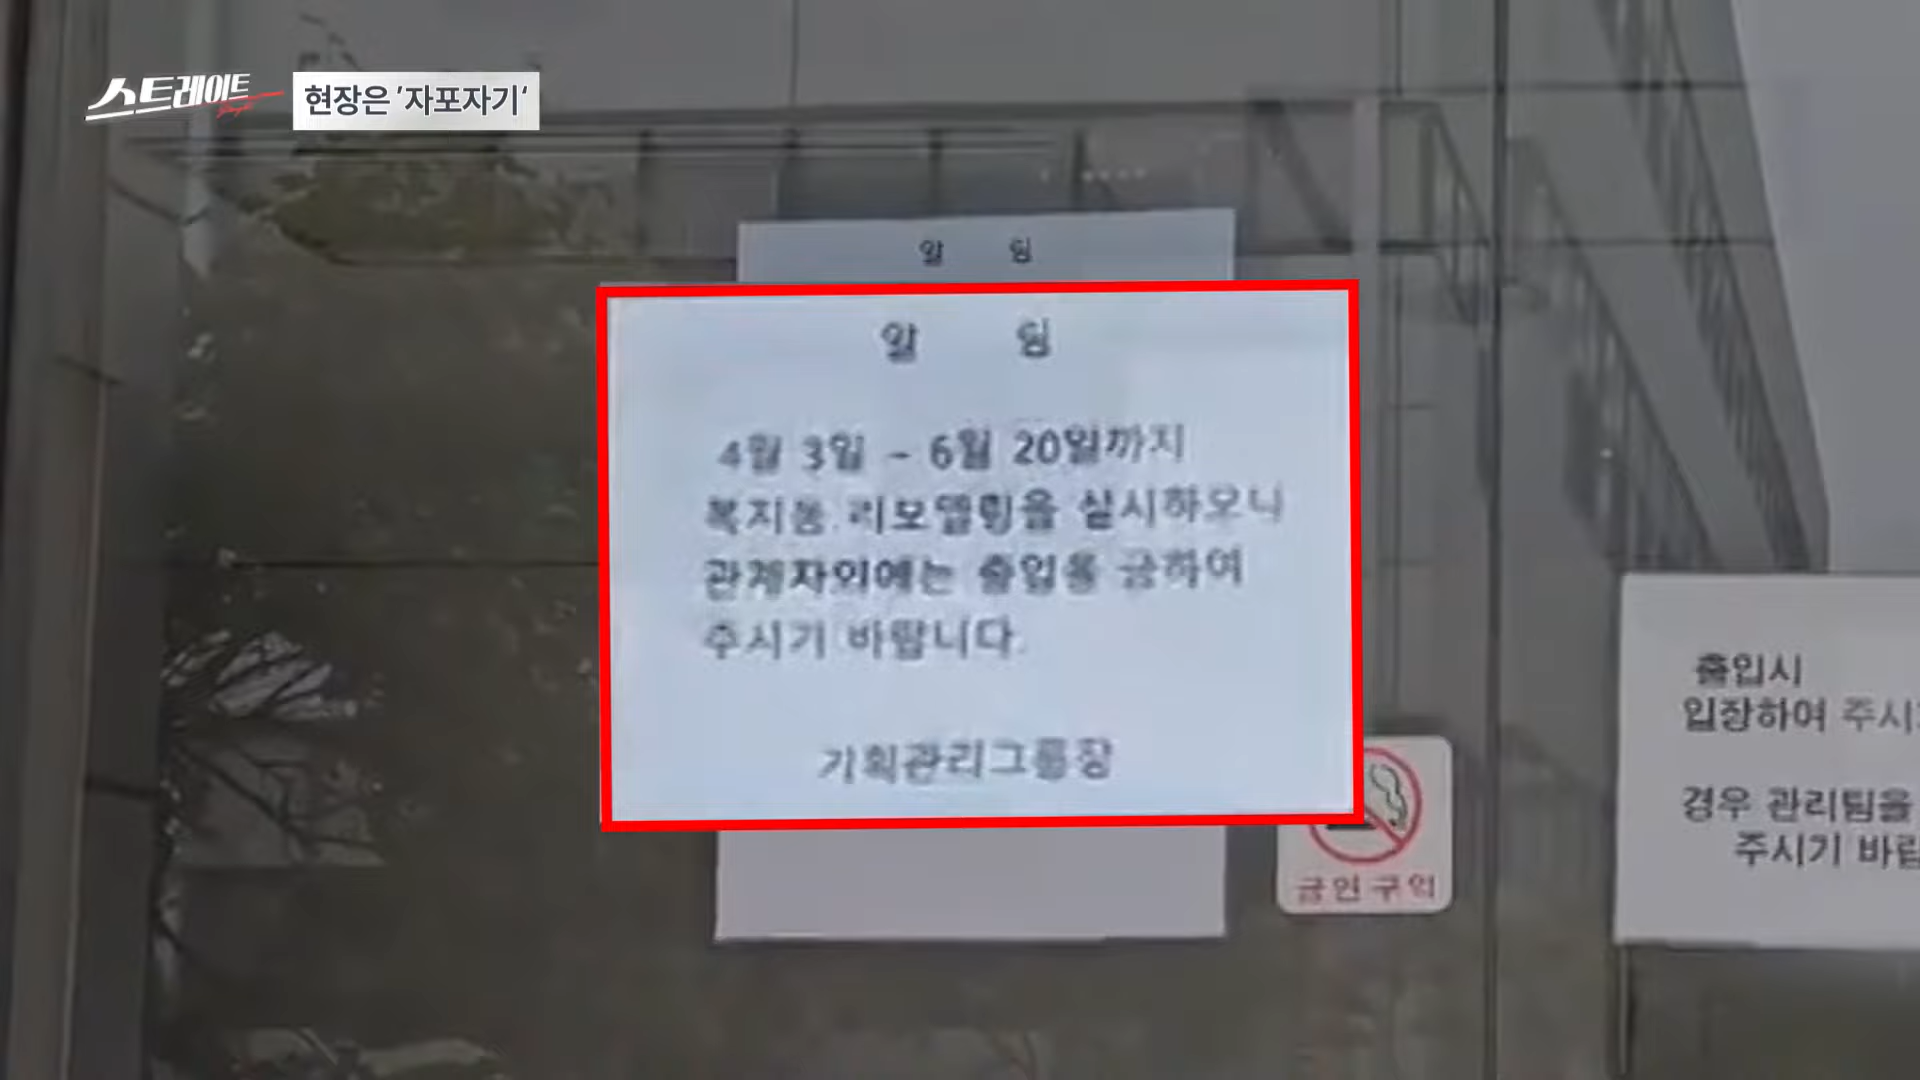 스트레이트
현장은 '자포자기'
알 림
알 림
4월 3일 - 6월 20일까지
복지동 리모델링을 실시하오니
관계자외에는 출입을 금하여
주시기 바랍니다.
기획관리그룹장
금연구역
출입시
입장하여 주시기
경우 관리팀을
주시기 바랍